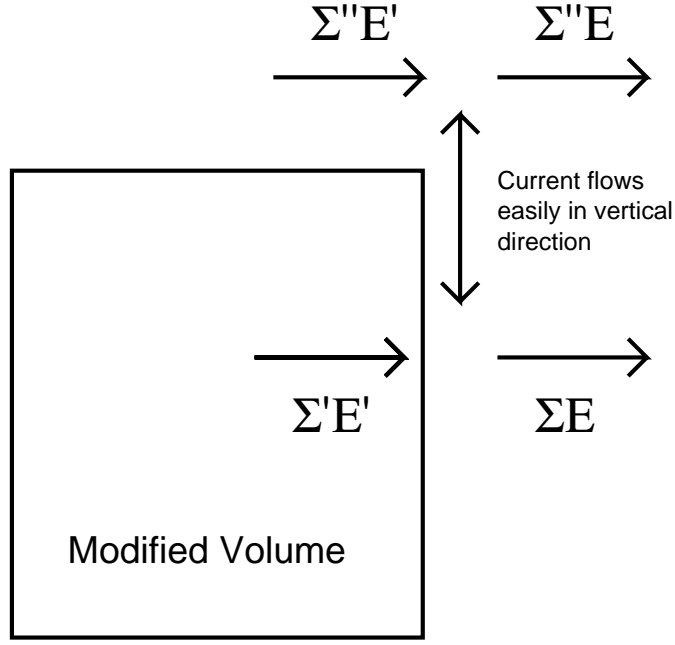 Σ''E' Σ''E
Current flows
easily in vertical
direction
Σ'E' ΣE
Modified Volume